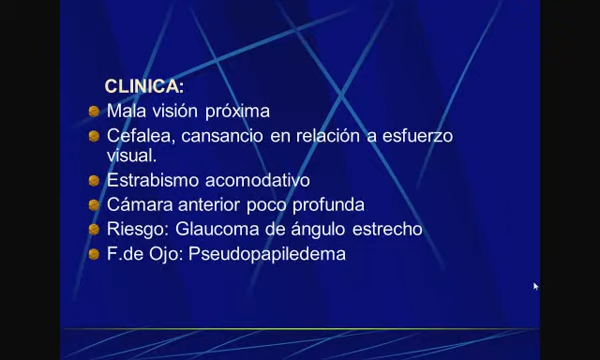 CLINICA:
Mala visión próxima
Cefalea, cansancio en relación a esfuerzo
visual.
Estrabismo acomodativo
Cámara anterior poco profunda
Riesgo: Glaucoma de ángulo estrecho
F.de Ojo: Pseudopapiledema